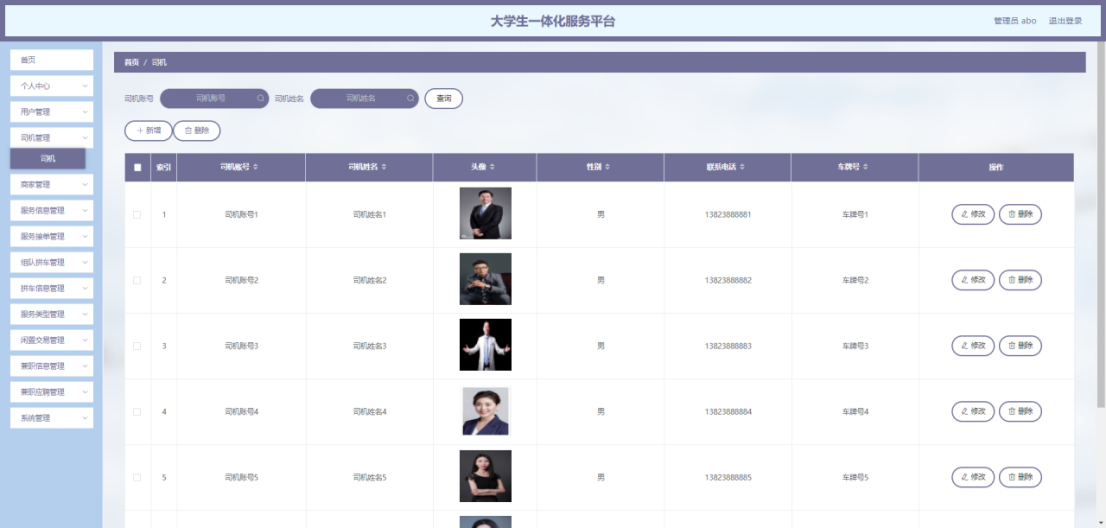 大学生一体化服务平台
管理员 abo 退出登录
首页
个人中心
用户管理
司机管理
司机
商家管理
服务信息管理
服务接单管理
组队拼车管理
拼车信息管理
服务类型管理
闲置交易管理
兼职信息管理
兼职应聘管理
系统管理
首页 / 司机
司机账号 司机账号 司机姓名 司机姓名 查询
新增 删除
索引 司机账号 司机姓名 头像 性别 联系电话 车牌号 操作
1 司机账号1 司机姓名1 男 13823888881 车牌号1 修改 删除
2 司机账号2 司机姓名2 男 13823888882 车牌号2 修改 删除
3 司机账号3 司机姓名3 男 13823888883 车牌号3 修改 删除
4 司机账号4 司机姓名4 男 13823888884 车牌号4 修改 删除
5 司机账号5 司机姓名5 男 13823888885 车牌号5 修改 删除